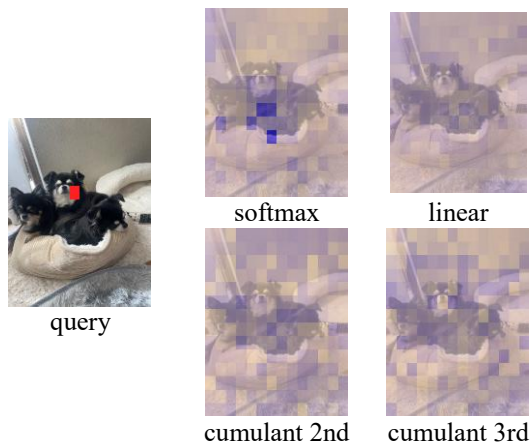 softmax
linear
query
cumulant 2nd
cumulant 3rd